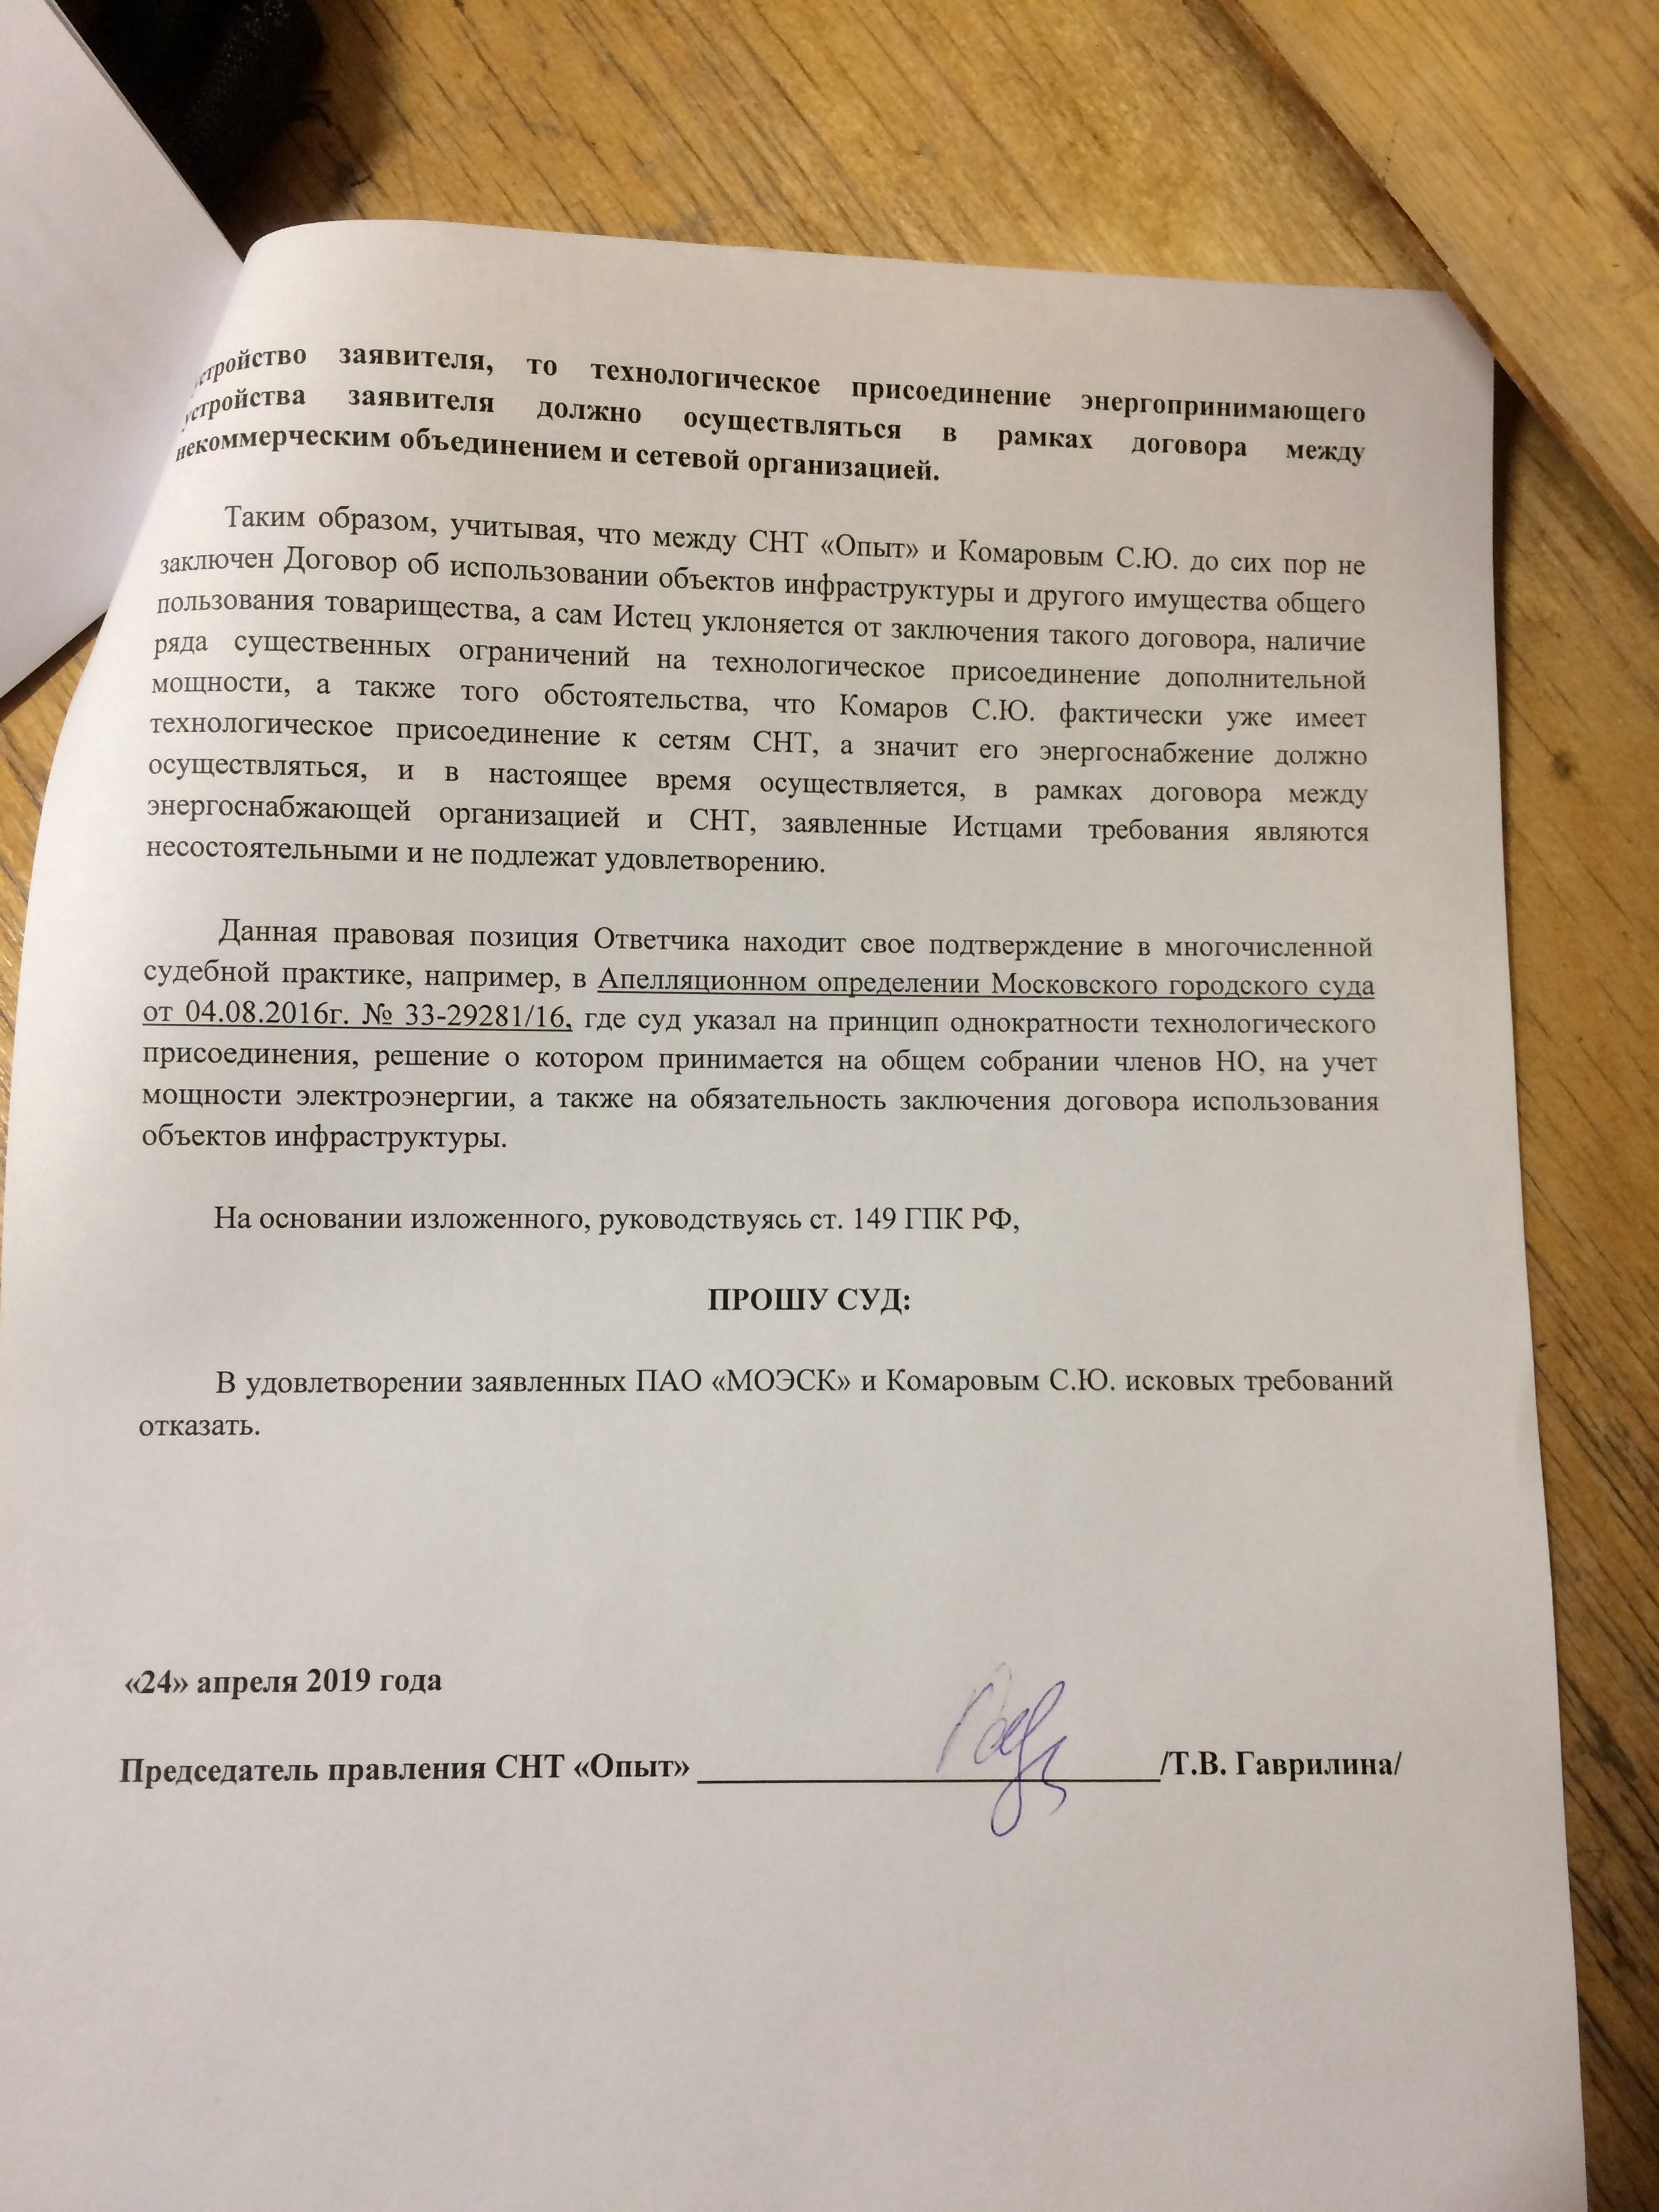 устройство заявителя, то технологическое присоединение энергопринимающего
устройства заявителя должно осуществляться в рамках договора между
некоммерческим объединением и сетевой организацией.
Таким образом, учитывая, что между СНТ «Опыт» и Комаровым С.Ю. до сих пор не
заключен Договор об использовании объектов инфраструктуры и другого имущества общего
пользования товарищества, а сам Истец уклоняется от заключения такого договора, наличие
ряда существенных ограничений на технологическое присоединение дополнительной
мощности, а также того обстоятельства, что Комаров С.Ю. фактически уже имеет
технологическое присоединение к сетям СНТ, а значит его энергоснабжение должно
осуществляться, и в настоящее время осуществляется, в рамках договора между
энергоснабжающей организацией и СНТ, заявленные Истцами требования являются
несостоятельными и не подлежат удовлетворению.
Данная правовая позиция Ответчика находит свое подтверждение в многочисленной
судебной практике, например, в Апелляционном определении Московского городского суда
от 04.08.2016г. № 33-29281/16, где суд указал на принцип однократности технологического
присоединения, решение о котором принимается на общем собрании членов НО, на учет
мощности электроэнергии, а также на обязательность заключения договора использования
объектов инфраструктуры.
На основании изложенного, руководствуясь ст. 149 ГПК РФ,
ПРОШУ СУД:
В удовлетворении заявленных ПАО «МОЭСК» и Комаровым С.Ю. исковых требований
отказать.
«24» апреля 2019 года
Председатель правления СНТ «Опыт» /Т.В. Гаврилина/